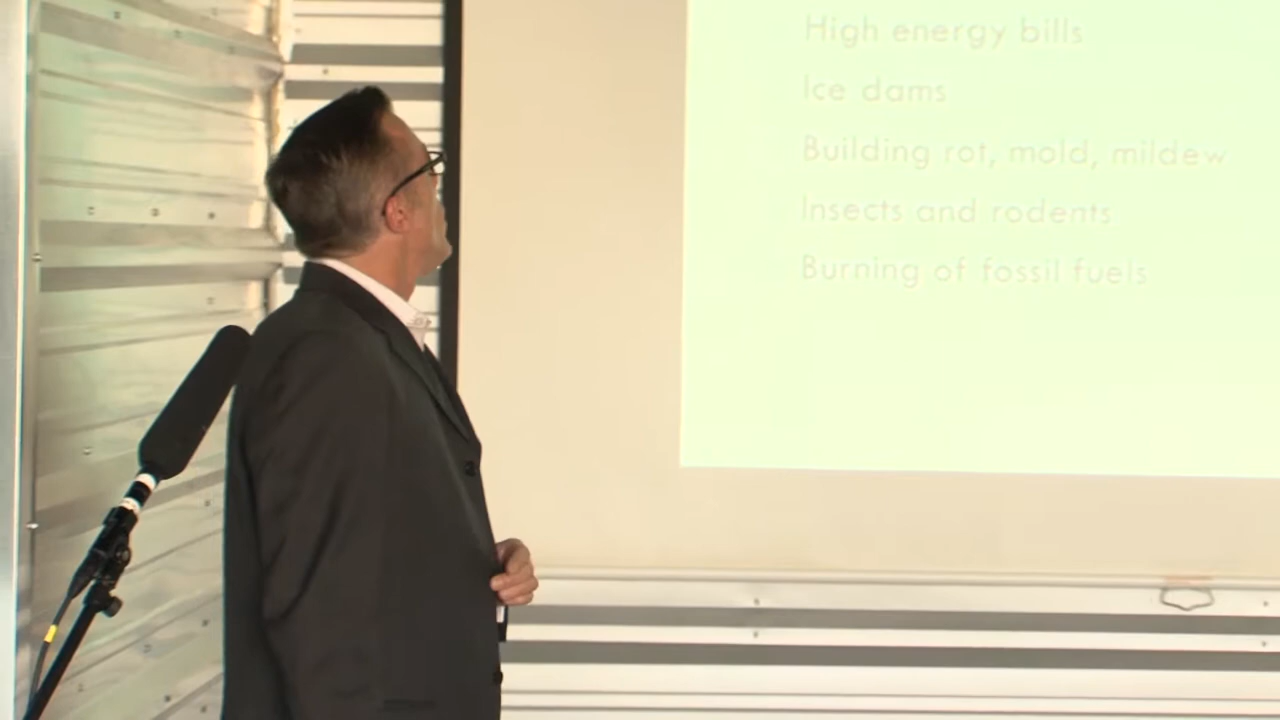 High energy bills
Ice dams
Building rot, mold, mildew
Insects and rodents
Burning of fossil fuels